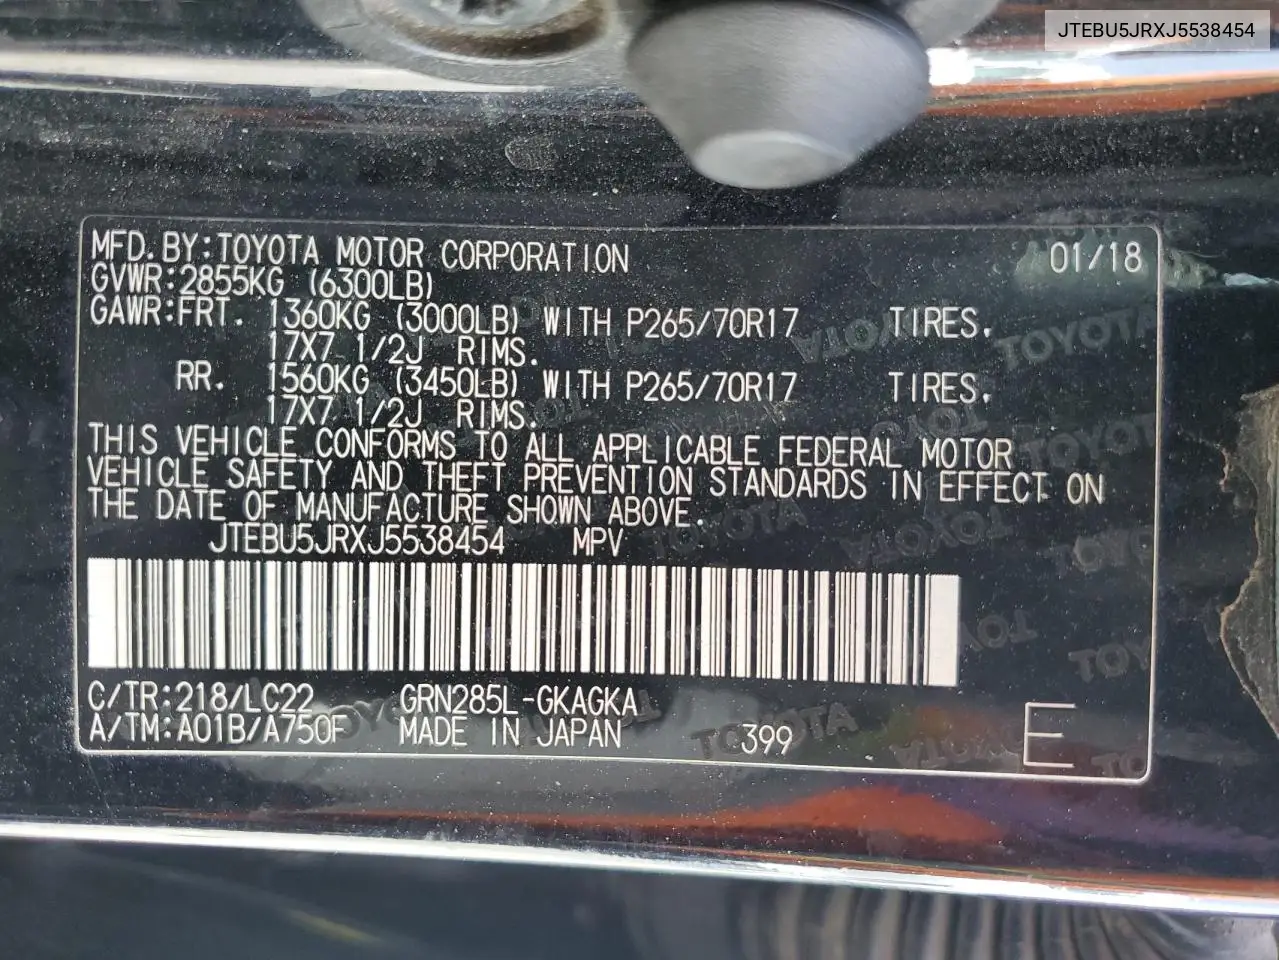 JTEBU5JRXJ5538454
MFD. BY:TOYOTA MOTOR CORPORATION 01/18
GVWR:2855KG (6300LB)
GAWR:FRT. 1360KG (3000LB) WITH P265/70R17 TIRES.
17X7 1/2J RIMS.
RR. 1560KG (3450LB) WITH P265/70R17 TIRES.
17X7 1/2J RIMS.
THIS VEHICLE CONFORMS TO ALL APPLICABLE FEDERAL MOTOR
VEHICLE SAFETY AND THEFT PREVENTION STANDARDS IN EFFECT ON
THE DATE OF MANUFACTURE SHOWN ABOVE.
JTEBU5JRXJ5538454 MPV
C/TR:218/LC22 GRN285L-GKAGKA
A/TM:A01B/A750F MADE IN JAPAN 399 E